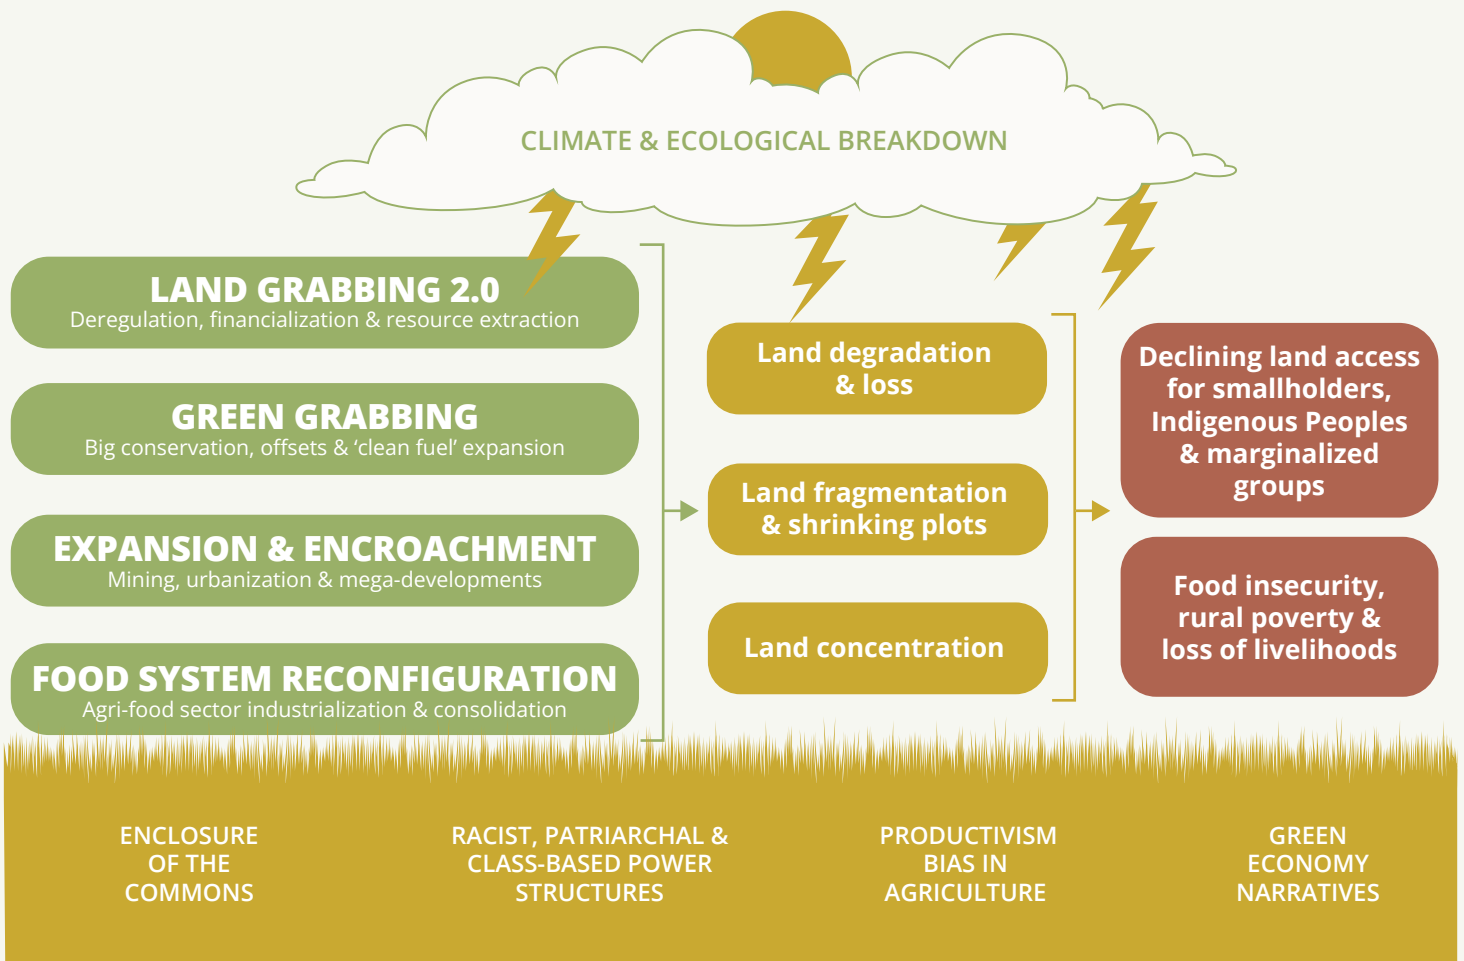 CLIMATE & ECOLOGICAL BREAKDOWN
LAND GRABBING 2.0
Deregulation, financialization & resource extraction
GREEN GRABBING
Big conservation, offsets & ‘clean fuel’ expansion
EXPANSION & ENCROACHMENT
Mining, urbanization & mega-developments
FOOD SYSTEM RECONFIGURATION
Agri-food sector industrialization & consolidation
Land degradation
& loss
Land fragmentation
& shrinking plots
Land concentration
Declining land access
for smallholders,
Indigenous Peoples
& marginalized
groups
Food insecurity,
rural poverty &
loss of livelihoods
ENCLOSURE
OF THE
COMMONS
RACIST, PATRIARCHAL &
CLASS-BASED POWER
STRUCTURES
PRODUCTIVISM
BIAS IN
AGRICULTURE
GREEN
ECONOMY
NARRATIVES